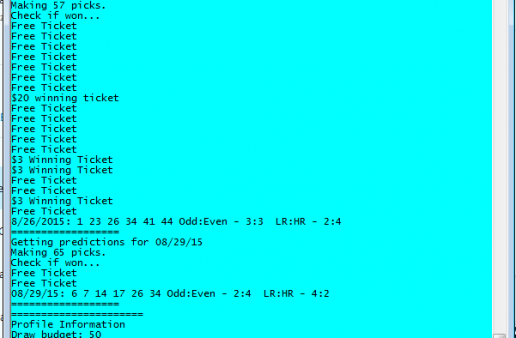 Making 57 picks.
Check if won...
Free Ticket
Free Ticket
Free Ticket
Free Ticket
Free Ticket
Free Ticket
Free Ticket
$20 winning ticket
Free Ticket
Free Ticket
Free Ticket
Free Ticket
Free Ticket
$3 Winning Ticket
$3 Winning Ticket
Free Ticket
Free Ticket
$3 Winning Ticket
Free Ticket
8/26/2015: 1 23 26 34 41 44 Odd:Even - 3:3 LR:HR - 2:4
==================
Getting predictions for 08/29/15
Making 65 picks.
Check if won...
Free Ticket
Free Ticket
08/29/15: 6 7 14 17 26 34 Odd:Even - 2:4 LR:HR - 4:2
==================
======================
Profile Information
Draw budget: 50